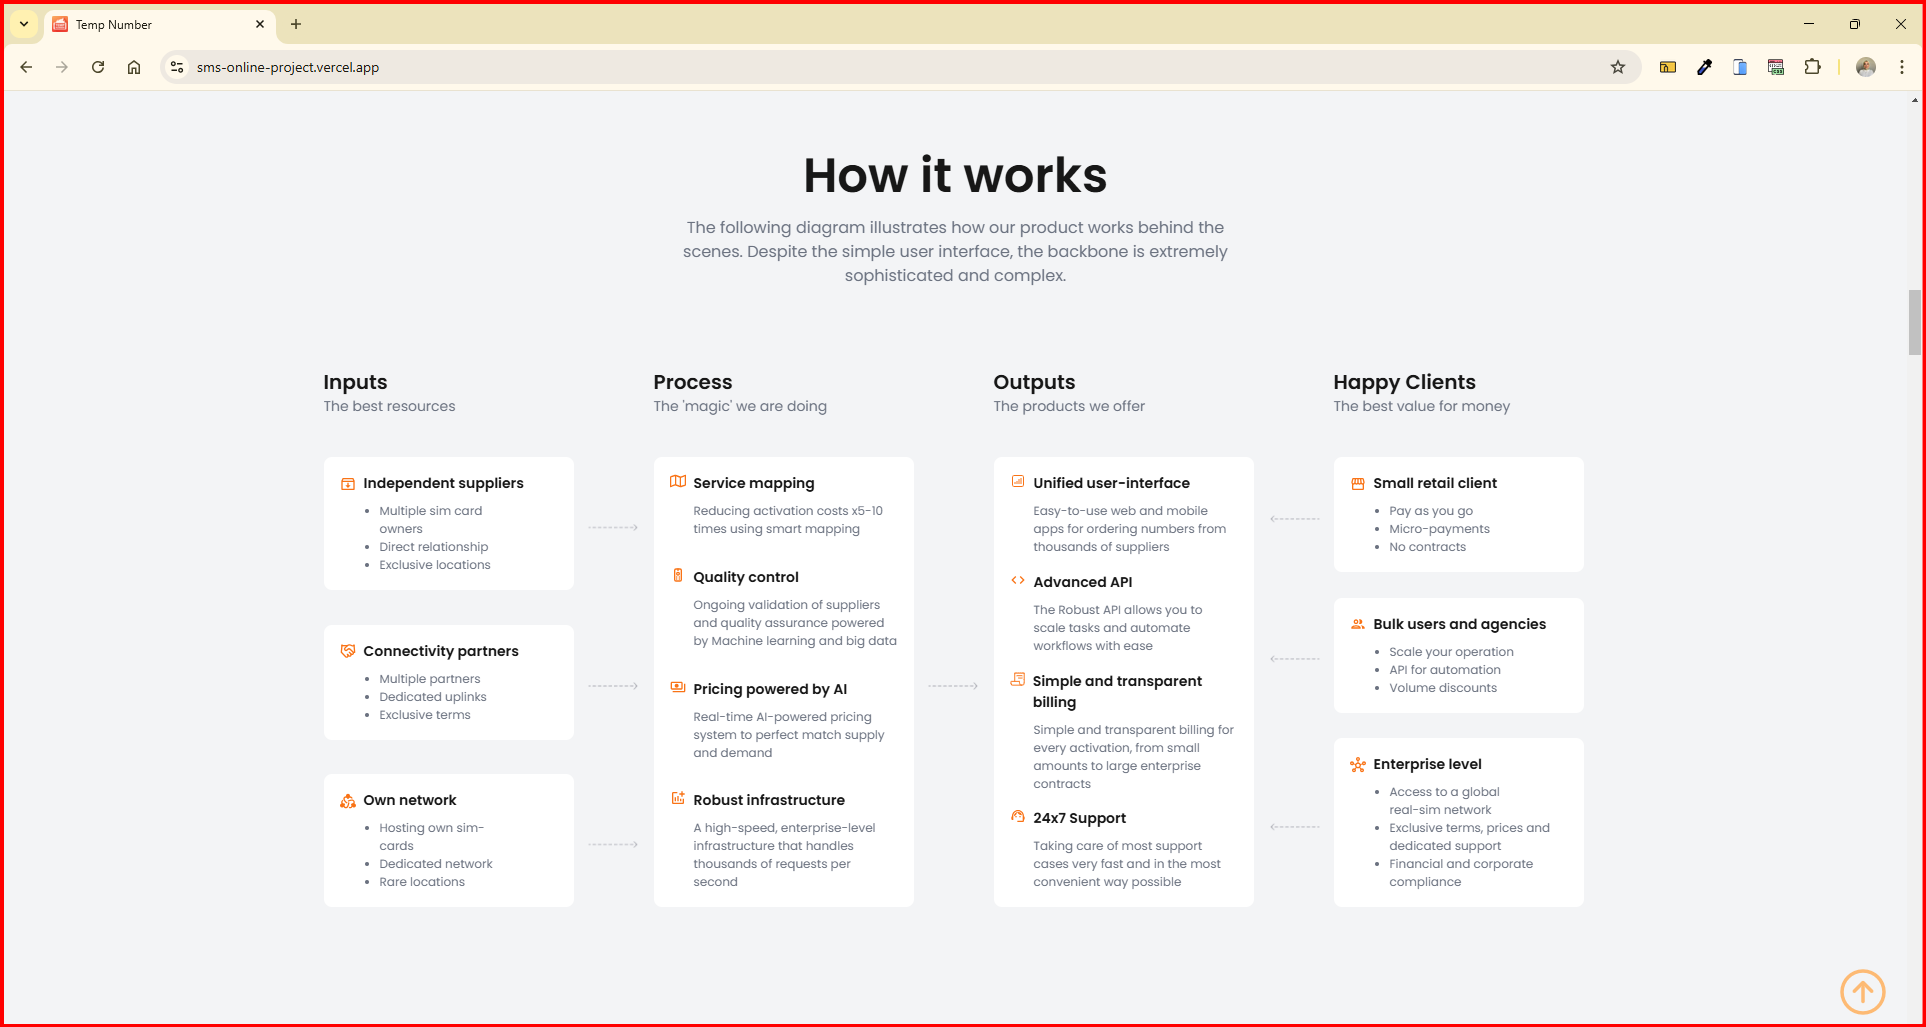 Temp Number
sms-online-project.vercel.app
How it works
The following diagram illustrates how our product works behind the
scenes. Despite the simple user interface, the backbone is extremely
sophisticated and complex.
Inputs
The best resources
Independent suppliers
Multiple sim card
owners
Direct relationship
Exclusive locations
Connectivity partners
Multiple partners
Dedicated uplinks
Exclusive terms
Own network
Hosting own sim-
cards
Dedicated network
Rare locations
Process
The 'magic' we are doing
Service mapping
Reducing activation costs x5-10
times using smart mapping
Quality control
Ongoing validation of suppliers
and quality assurance powered
by Machine learning and big data
Pricing powered by AI
Real-time AI-powered pricing
system to perfect match supply
and demand
Robust infrastructure
A high-speed, enterprise-level
infrastructure that handles
thousands of requests per
second
Outputs
The products we offer
Unified user-interface
Easy-to-use web and mobile
apps for ordering numbers from
thousands of suppliers
Advanced API
The Robust API allows you to
scale tasks and automate
workflows with ease
Simple and transparent
billing
Simple and transparent billing for
every activation, from small
amounts to large enterprise
contracts
24x7 Support
Taking care of most support
cases very fast and in the most
convenient way possible
Happy Clients
The best value for money
Small retail client
Pay as you go
Micro-payments
No contracts
Bulk users and agencies
Scale your operation
API for automation
Volume discounts
Enterprise level
Access to a global
real-sim network
Exclusive terms, prices and
dedicated support
Financial and corporate
compliance